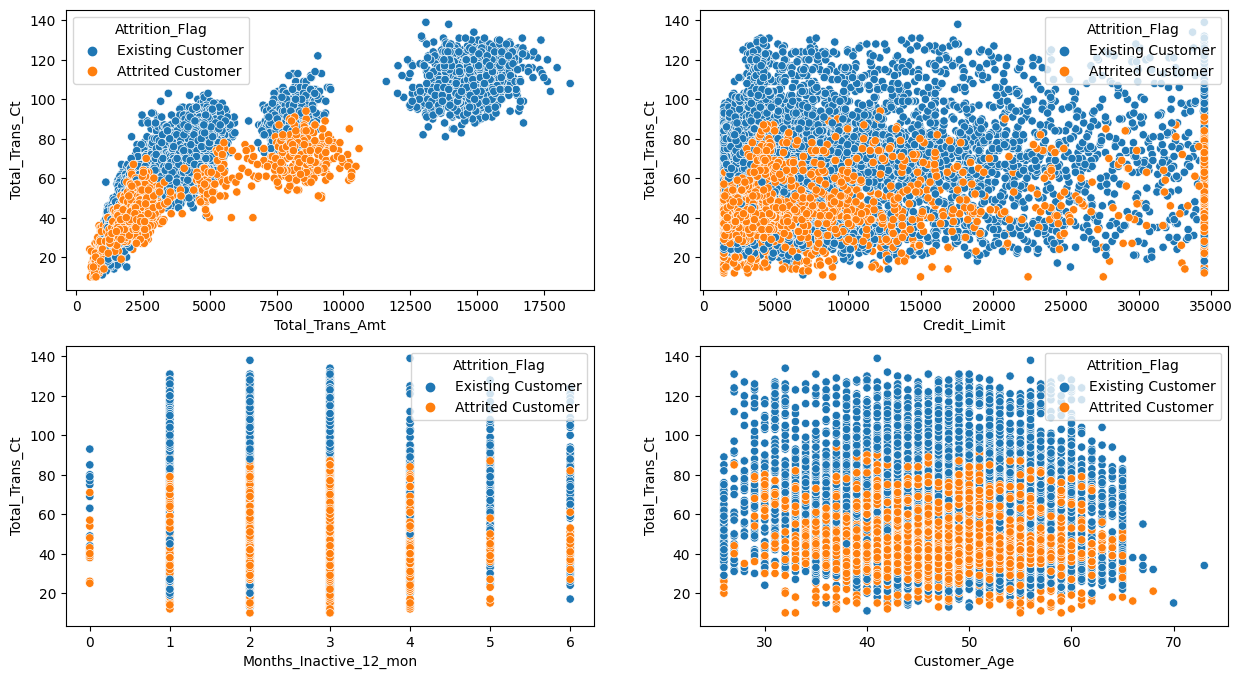 Attrition_Flag
Existing Customer
Attrited Customer
140
120
100
80
60
40
20
Total_Trans_Ct
0 2500 5000 7500 10000 12500 15000 17500
Total_Trans_Amt
Attrition_Flag
Existing Customer
Attrited Customer
140
120
100
80
60
40
20
Total_Trans_Ct
0 5000 10000 15000 20000 25000 30000 35000
Credit_Limit
Attrition_Flag
Existing Customer
Attrited Customer
140
120
100
80
60
40
20
Total_Trans_Ct
0 1 2 3 4 5 6
Months_Inactive_12_mon
Attrition_Flag
Existing Customer
Attrited Customer
140
120
100
80
60
40
20
Total_Trans_Ct
30 40 50 60 70
Customer_Age